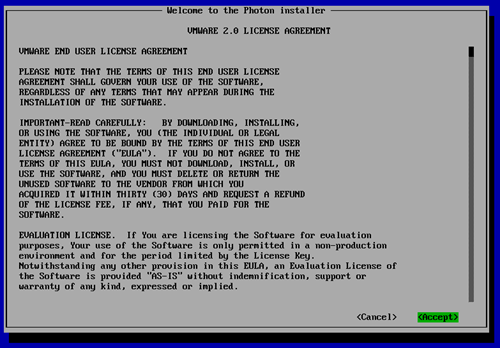 Welcome to the Photon installer
VMWARE 2.0 LICENSE AGREEMENT
VMWARE END USER LICENSE AGREEMENT
PLEASE NOTE THAT THE TERMS OF THIS END USER LICENSE
AGREEMENT SHALL GOVERN YOUR USE OF THE SOFTWARE,
REGARDLESS OF ANY TERMS THAT MAY APPEAR DURING THE
INSTALLATION OF THE SOFTWARE.
IMPORTANT-READ CAREFULLY:   BY DOWNLOADING, INSTALLING,
OR USING THE SOFTWARE, YOU (THE INDIVIDUAL OR LEGAL
ENTITY) AGREE TO BE BOUND BY THE TERMS OF THIS END USER
LICENSE AGREEMENT ("EULA").  IF YOU DO NOT AGREE TO THE
TERMS OF THIS EULA, YOU MUST NOT DOWNLOAD, INSTALL, OR
USE THE SOFTWARE, AND YOU MUST DELETE OR RETURN THE
UNUSED SOFTWARE TO THE VENDOR FROM WHICH YOU
ACQUIRED IT WITHIN THIRTY (30) DAYS AND REQUEST A REFUND
OF THE LICENSE FEE, IF ANY, THAT YOU PAID FOR THE
SOFTWARE.
EVALUATION LICENSE.  If You are licensing the Software for evaluation
purposes, Your use of the Software is only permitted in a non-production
environment and for the period limited by the License Key.
Notwithstanding any other provision in this EULA, an Evaluation License of
the Software is provided "AS-IS" without indemnification, support or
warranty of any kind, expressed or implied.
<Cancel> <Accept>